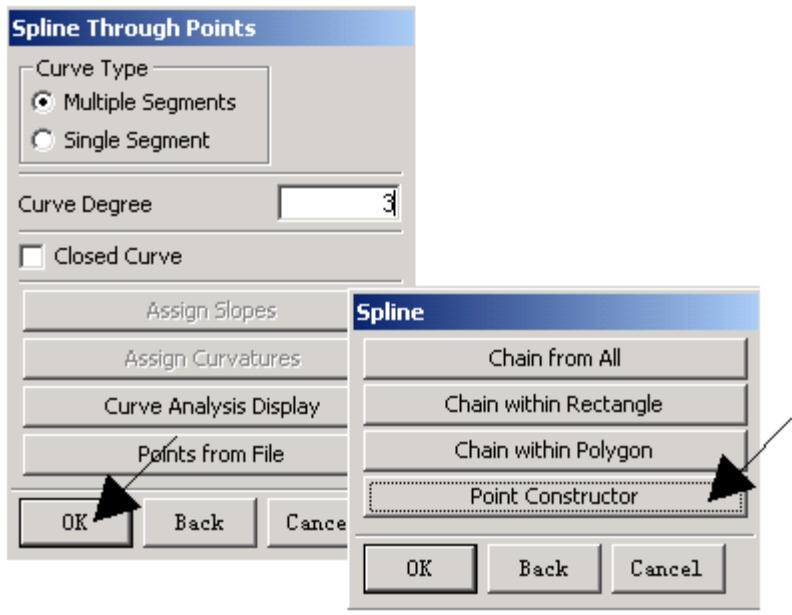 Spline Through Points
Curve Type
Multiple Segments
Single Segment
Curve Degree 3
Closed Curve
Assign Slopes
Assign Curvatures
Curve Analysis Display
Points from File
OK Back Cance
Spline
Chain from All
Chain within Rectangle
Chain within Polygon
Point Constructor
OK Back Cancel